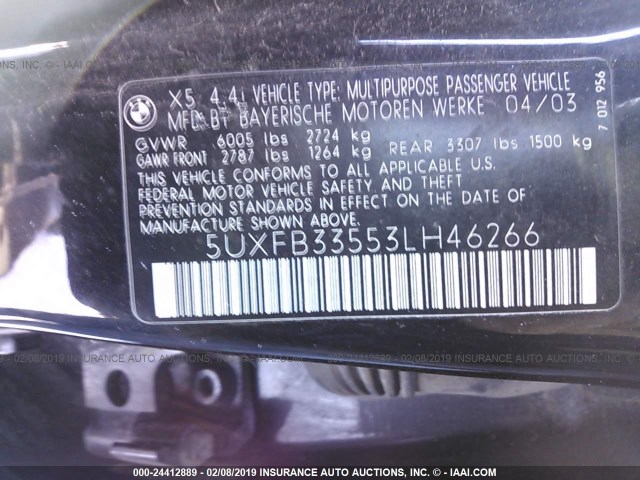 BMW
X5 4.4i VEHICLE TYPE: MULTIPURPOSE PASSENGER VEHICLE
MFD BY BAYERISCHE MOTOREN WERKE 04/03
GVWR 6005 lbs 2724 kg
GAWR FRONT 2787 lbs 1264 kg REAR 3307 lbs 1500 kg
THIS VEHICLE CONFORMS TO ALL APPLICABLE U.S.
FEDERAL MOTOR VEHICLE SAFETY AND THEFT
PREVENTION STANDARDS IN EFFECT ON THE DATE OF
MANUFACTURE SHOWN ABOVE.
5UXFB33553LH46266
7 012 956
000-24412889 - 02/08/2019 INSURANCE AUTO AUCTIONS, INC. - © IAAI.COM